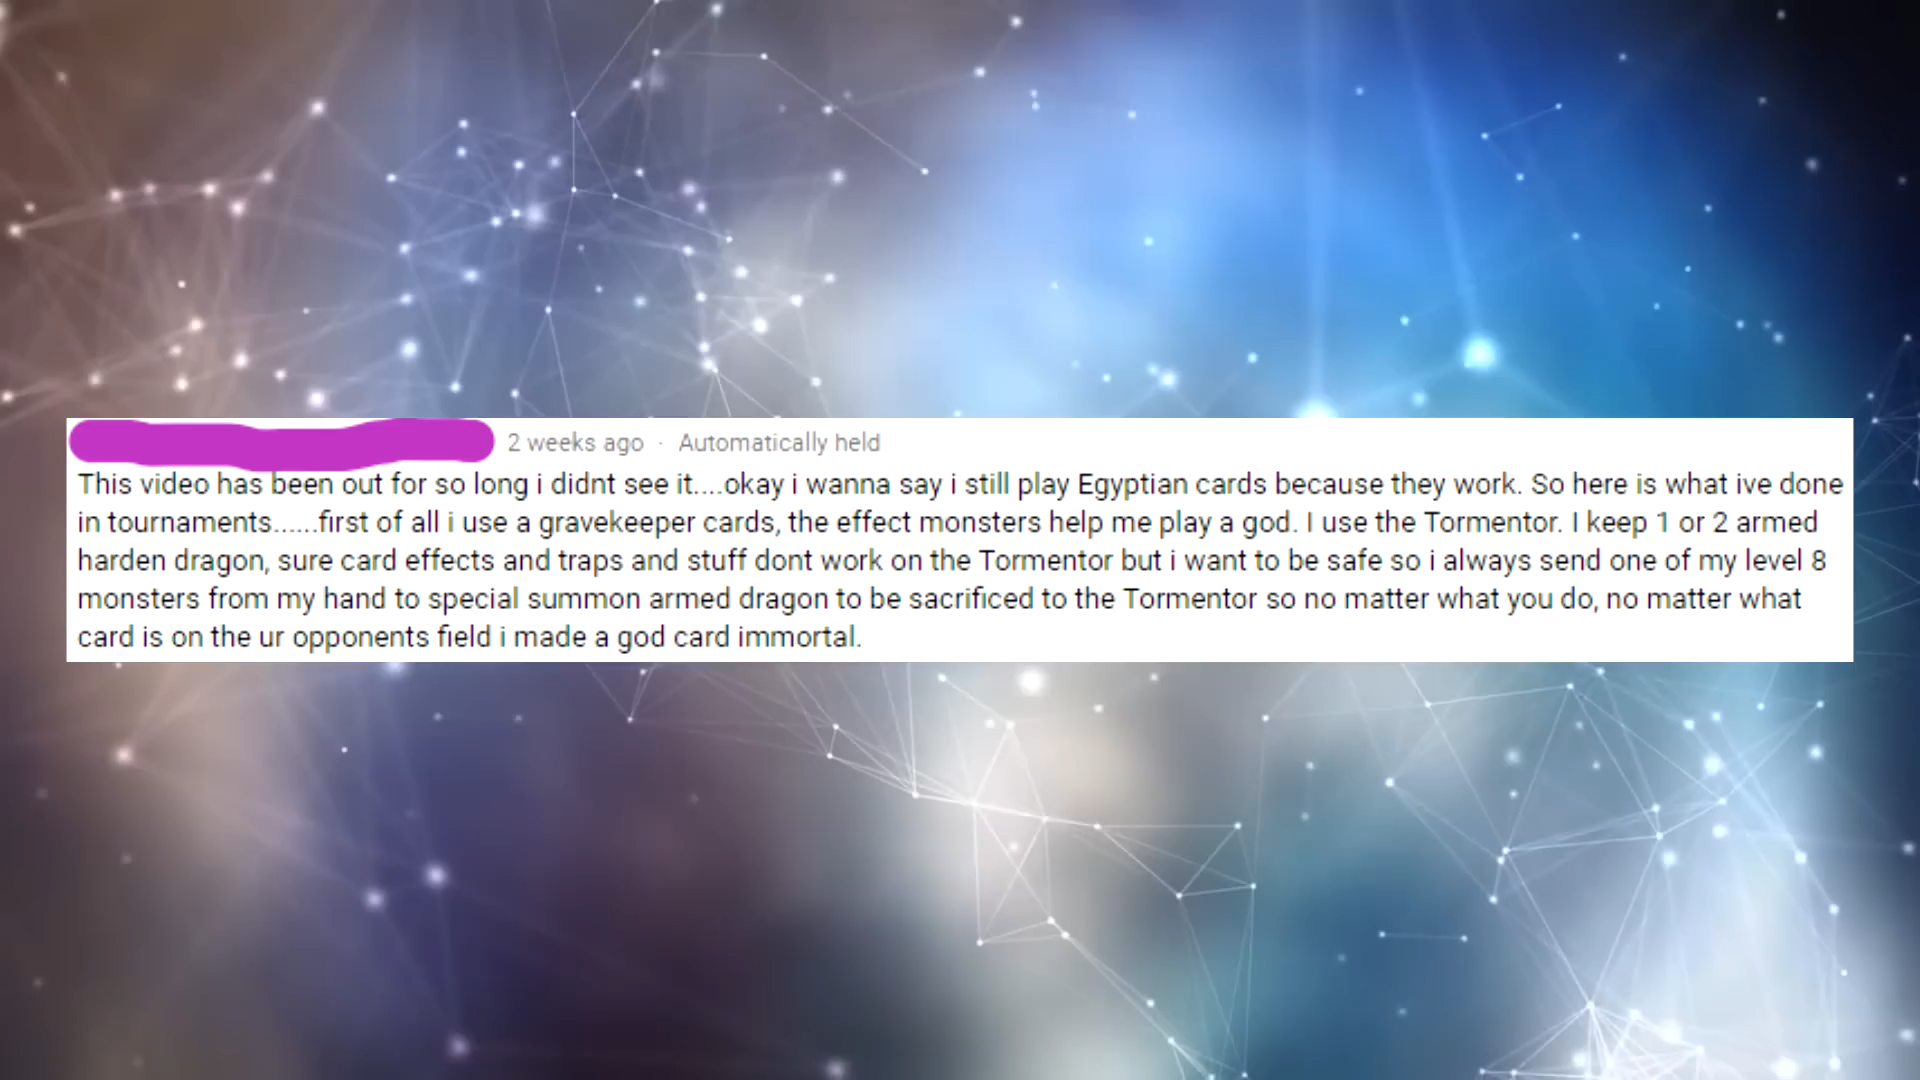 2 weeks ago · Automatically held
This video has been out for so long i didnt see it....okay i wanna say i still play Egyptian cards because they work. So here is what ive done
in tournaments......first of all i use a gravekeeper cards, the effect monsters help me play a god. I use the Tormentor. I keep 1 or 2 armed
harden dragon, sure card effects and traps and stuff dont work on the Tormentor but i want to be safe so i always send one of my level 8
monsters from my hand to special summon armed dragon to be sacrificed to the Tormentor so no matter what you do, no matter what
card is on the ur opponents field i made a god card immortal.